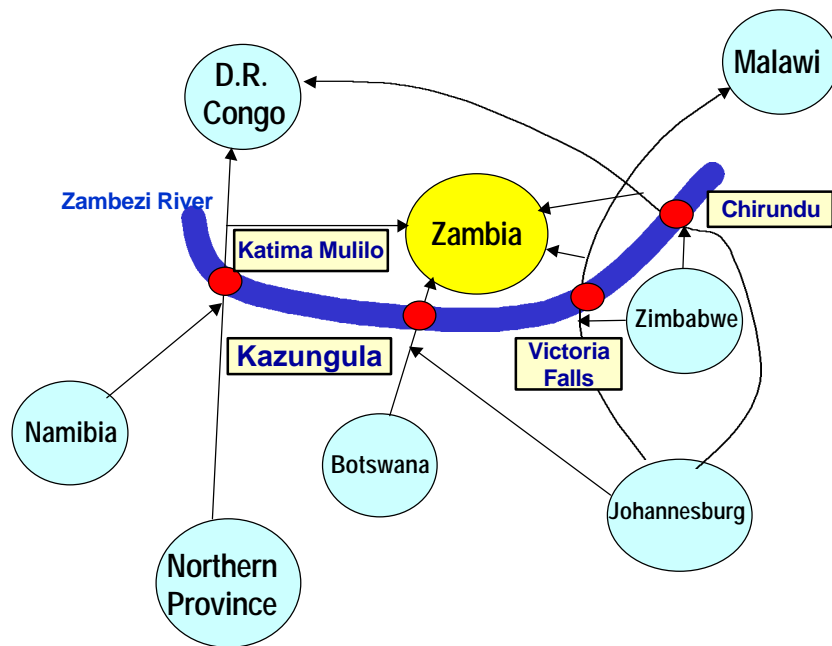 D.R.
Congo
Malawi
Zambezi River
Chirundu
Zambia
Katima Mulilo
Zimbabwe
Kazungula
Victoria
Falls
Namibia
Botswana
Johannesburg
Northern
Province